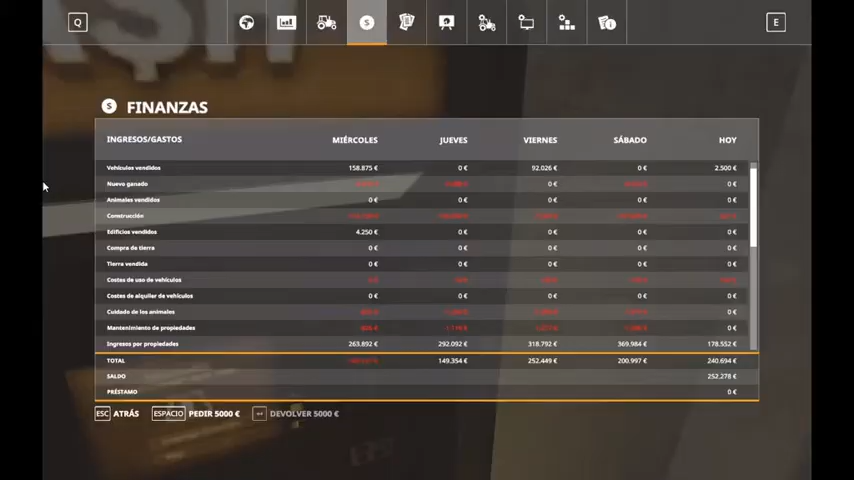 Q
E
FINANZAS
INGRESOS/GASTOS MIÉRCOLES JUEVES VIERNES SÁBADO HOY
Vehículos vendidos 158.875 € 0 € 92.026 € 0 € 2.500 €
Nuevo ganado 0 € 0 €
Animales vendidos 0 € 0 € 0 € 0 € 0 €
Construcción
Edificios vendidos 4.250 € 0 € 0 € 0 € 0 €
Compra de tierra 0 € 0 € 0 € 0 € 0 €
Tierra vendida 0 € 0 € 0 € 0 € 0 €
Costes de uso de vehículos
Costes de alquiler de vehículos 0 € 0 € 0 € 0 € 0 €
Cuidado de los animales 0 €
Mantenimiento de propiedades 0 €
Ingresos por propiedades 263.892 € 292.092 € 318.792 € 369.984 € 178.552 €
TOTAL 149.354 € 252.449 € 200.997 € 240.694 €
SALDO 252.278 €
PRÉSTAMO 0 €
ESC ATRÁS ESPACIO PEDIR 5000 € DEVOLVER 5000 €